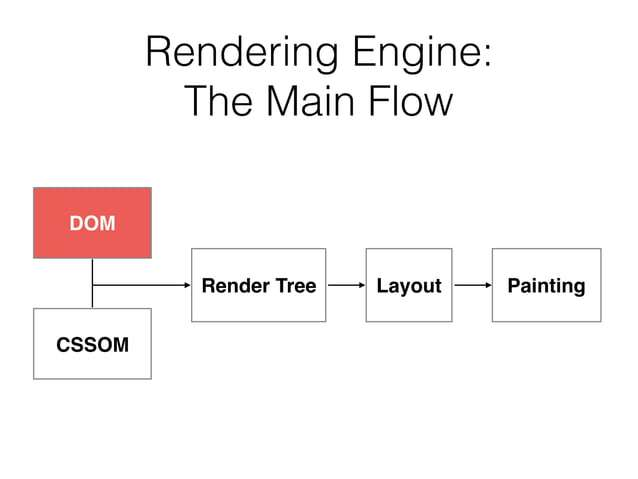 Rendering Engine:
The Main Flow
DOM
Render Tree
Layout
Painting
CSSOM